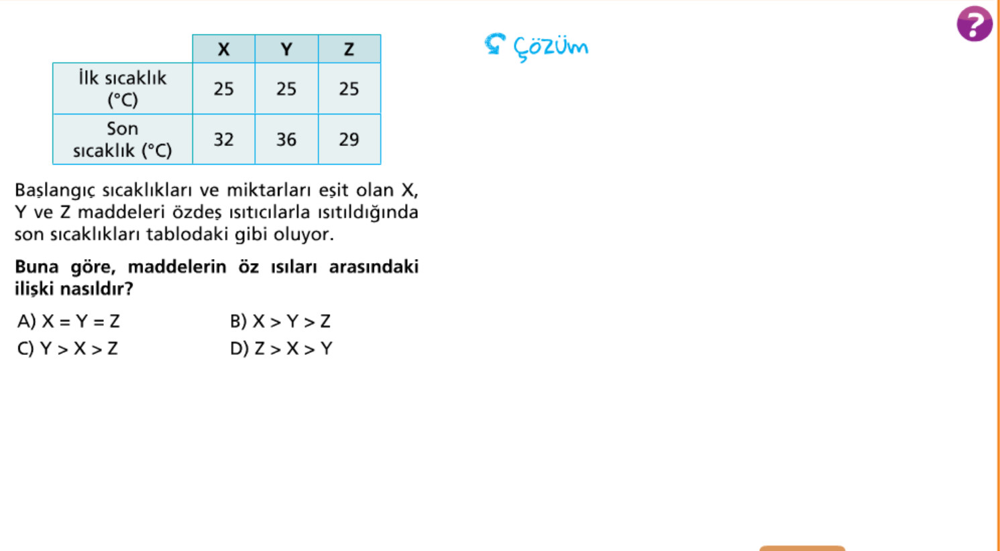 X Y Z
İlk sıcaklık
(°C) 25 25 25
Son
sıcaklık (°C) 32 36 29
Başlangıç sıcaklıkları ve miktarları eşit olan X,
Y ve Z maddeleri özdeş ısıtıcılarla ısıtıldığında
son sıcaklıkları tablodaki gibi oluyor.
Buna göre, maddelerin öz ısıları arasındaki
ilişki nasıldır?
A) X = Y = Z B) X > Y > Z
C) Y > X > Z D) Z > X > Y
Çözüm
?